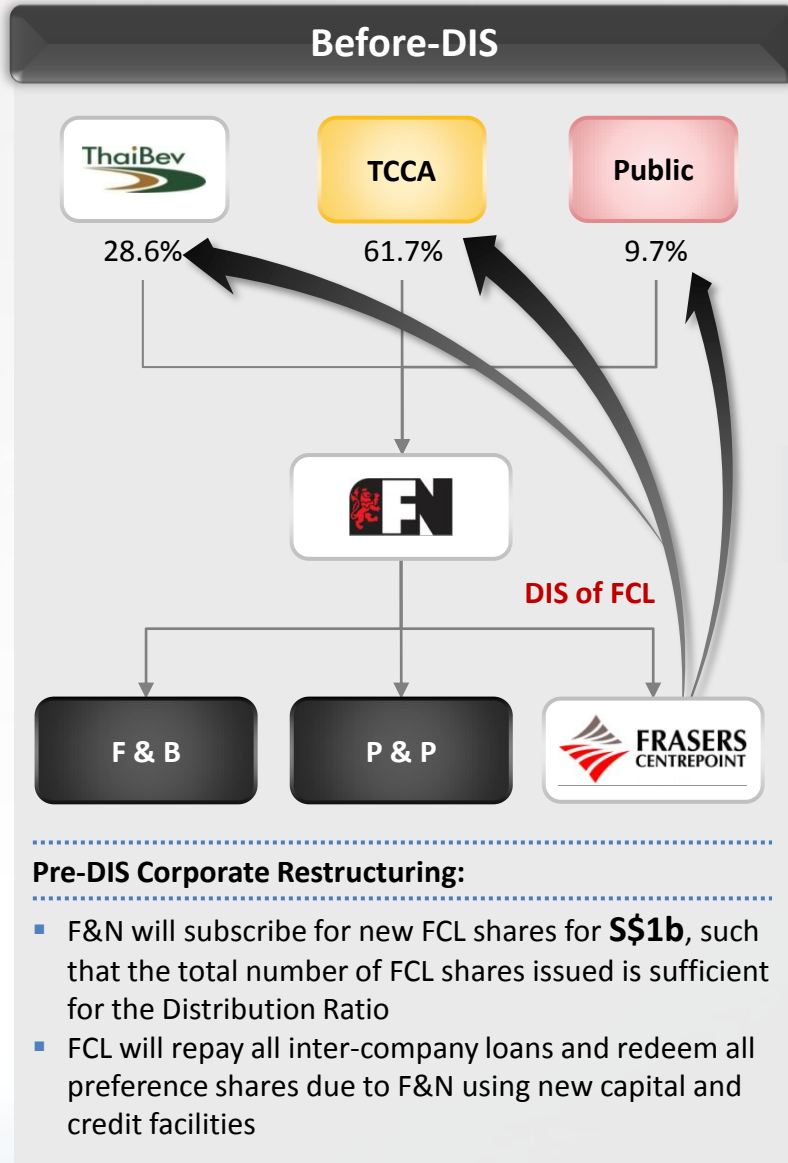 Before-DIS
ThaiBev
TCCA
Public
28.6%
61.7%
9.7%
FN
DIS of FCL
F & B
P & P
FRASERS
CENTREPOINT
Pre-DIS Corporate Restructuring:
▪ F&N will subscribe for new FCL shares for S$1b, such
that the total number of FCL shares issued is sufficient
for the Distribution Ratio
▪ FCL will repay all inter-company loans and redeem all
preference shares due to F&N using new capital and
credit facilities